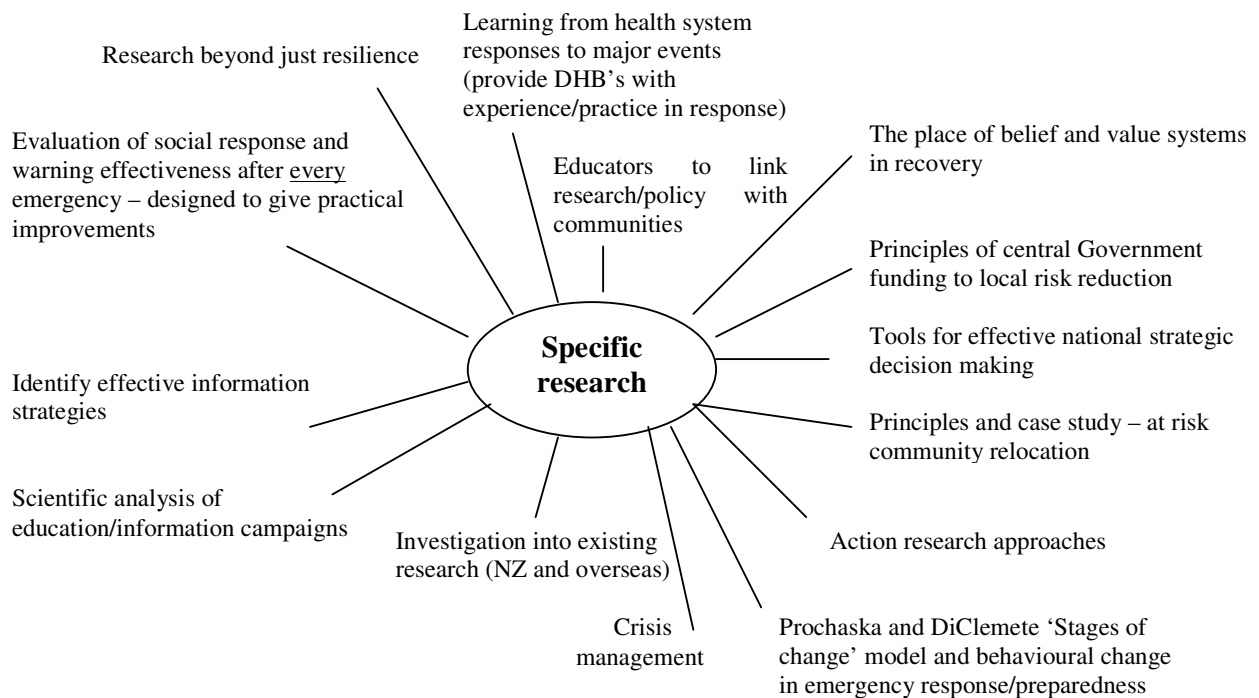 Learning from health system
responses to major events
(provide DHB's with
experience/practice in response)
Research beyond just resilience
Evaluation of social response and
warning effectiveness after every
emergency – designed to give practical
improvements
Educators to link
research/policy with
communities
The place of belief and value systems
in recovery
Principles of central Government
funding to local risk reduction
Specific
research
Tools for effective national strategic
decision making
Identify effective information
strategies
Principles and case study – at risk
community relocation
Scientific analysis of
education/information campaigns
Investigation into existing
research (NZ and overseas)
Action research approaches
Crisis
management
Prochaska and DiClemete ‘Stages of
change’ model and behavioural change
in emergency response/preparedness